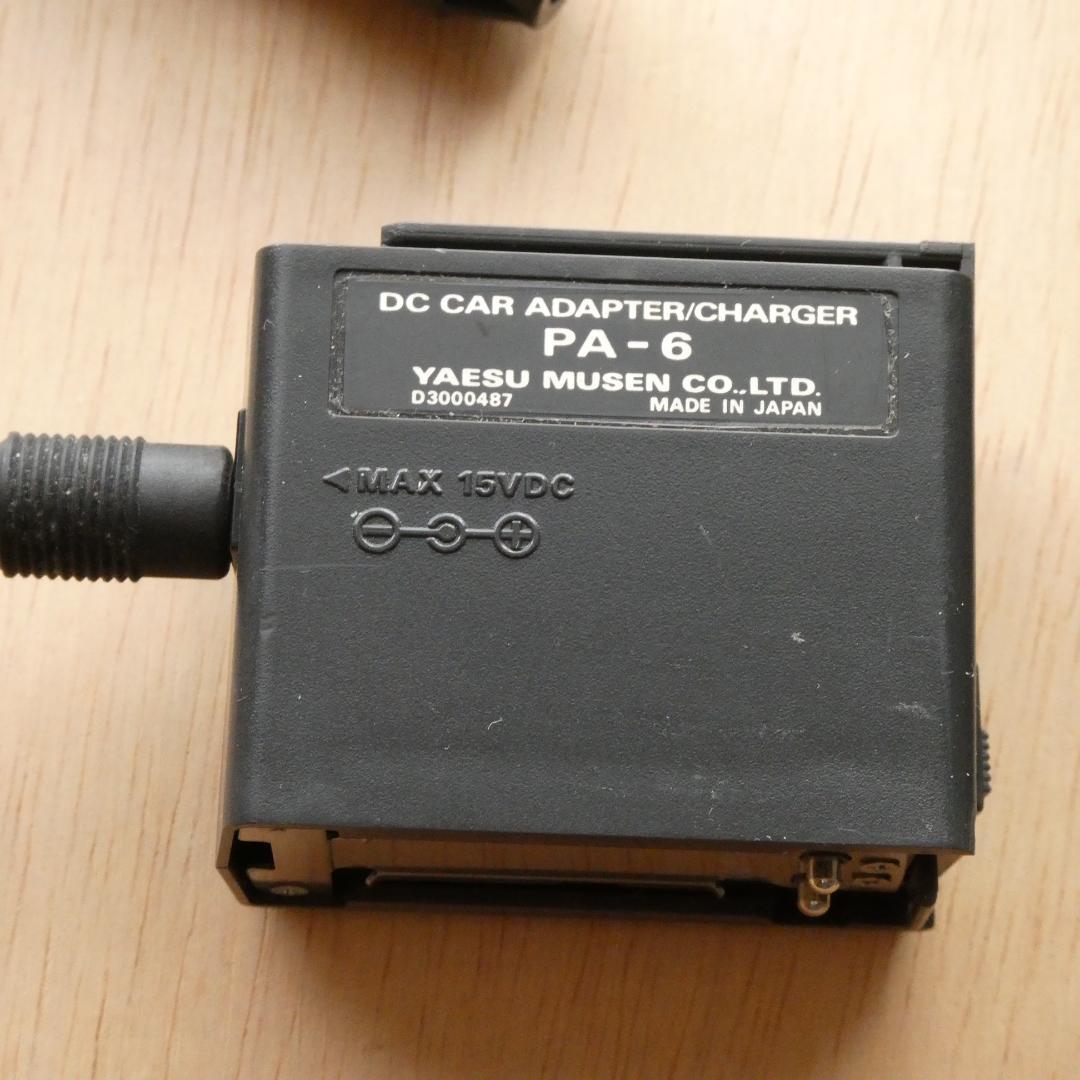 DC CAR ADAPTER/CHARGER
PA-6
YAESU MUSEN CO.,LTD.
D3000487 MADE IN JAPAN
MAX 15VDC